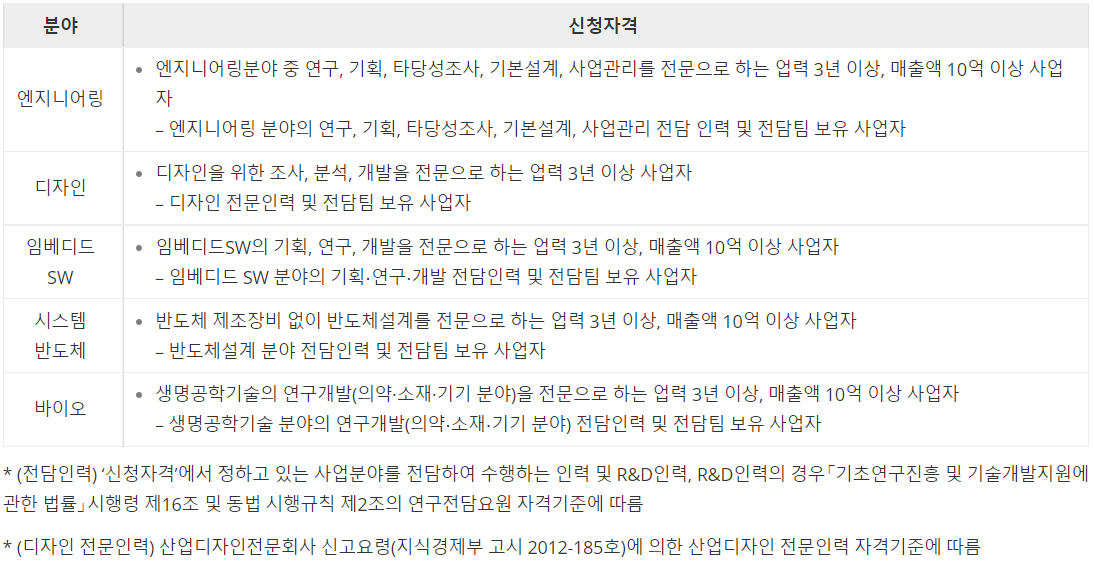 분야
신청자격
엔지니어링
• 엔지니어링분야 중 연구, 기획, 타당성조사, 기본설계, 사업관리를 전문으로 하는 업력 3년 이상, 매출액 10억 이상 사업
자
– 엔지니어링 분야의 연구, 기획, 타당성조사, 기본설계, 사업관리 전담 인력 및 전담팀 보유 사업자
디자인
• 디자인을 위한 조사, 분석, 개발을 전문으로 하는 업력 3년 이상 사업자
– 디자인 전문인력 및 전담팀 보유 사업자
임베디드
SW
• 임베디드SW의 기획, 연구, 개발을 전문으로 하는 업력 3년 이상, 매출액 10억 이상 사업자
– 임베디드 SW 분야의 기획·연구·개발 전담인력 및 전담팀 보유 사업자
시스템
반도체
• 반도체 제조장비 없이 반도체설계를 전문으로 하는 업력 3년 이상, 매출액 10억 이상 사업자
– 반도체설계 분야 전담인력 및 전담팀 보유 사업자
바이오
• 생명공학기술의 연구개발(의약·소재·기기 분야)을 전문으로 하는 업력 3년 이상, 매출액 10억 이상 사업자
– 생명공학기술 분야의 연구개발(의약·소재·기기 분야) 전담인력 및 전담팀 보유 사업자
* (전담인력) ‘신청자격’에서 정하고 있는 사업분야를 전담하여 수행하는 인력 및 R&D인력, R&D인력의 경우「기초연구진흥 및 기술개발지원에
관한 법률」시행령 제16조 및 동법 시행규칙 제2조의 연구전담요원 자격기준에 따름
* (디자인 전문인력) 산업디자인전문회사 신고요령(지식경제부 고시 2012-185호)에 의한 산업디자인 전문인력 자격기준에 따름